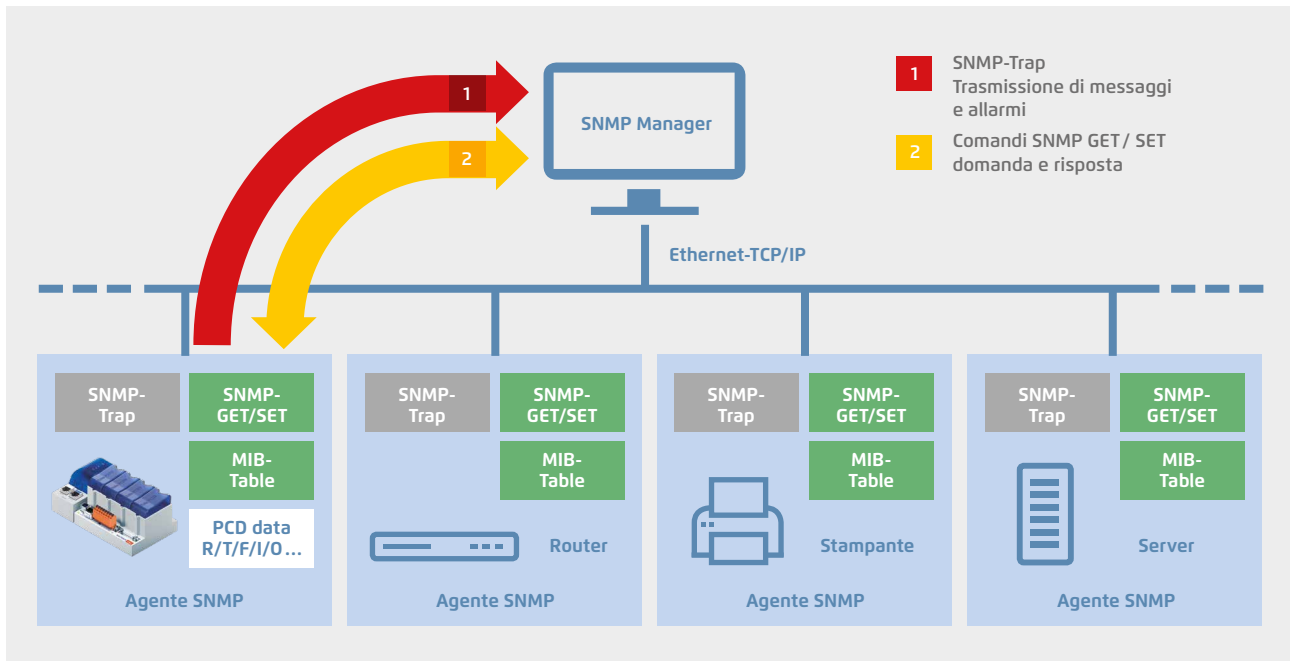 1
SNMP-Trap
Trasmissione di messaggi
e allarmi
2
Comandi SNMP GET / SET
domanda e risposta
1
2
SNMP Manager
Ethernet-TCP/IP
SNMP-
Trap
SNMP-
GET/SET
MIB-
Table
PCD data
R/T/F/I/O...
Agente SNMP
SNMP-
Trap
SNMP-
GET/SET
MIB-
Table
Router
Agente SNMP
SNMP-
Trap
SNMP-
GET/SET
MIB-
Table
Stampante
Agente SNMP
SNMP-
Trap
SNMP-
GET/SET
MIB-
Table
Server
Agente SNMP